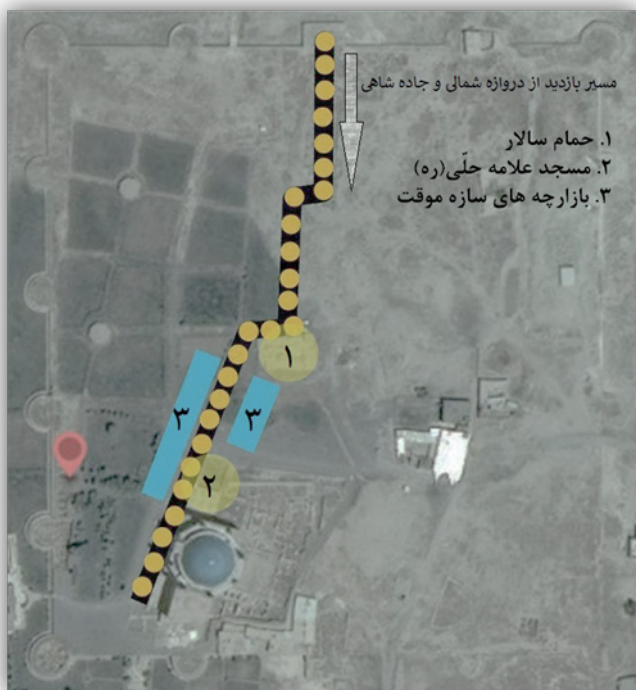 مسیر بازدید از دروازه شمالی و جاده شاهی
۱. حمام سالار
۲. مسجد علامه حلّی(ره)
۳. بازارچه های سازه موقت
۱
۳
۳
۲